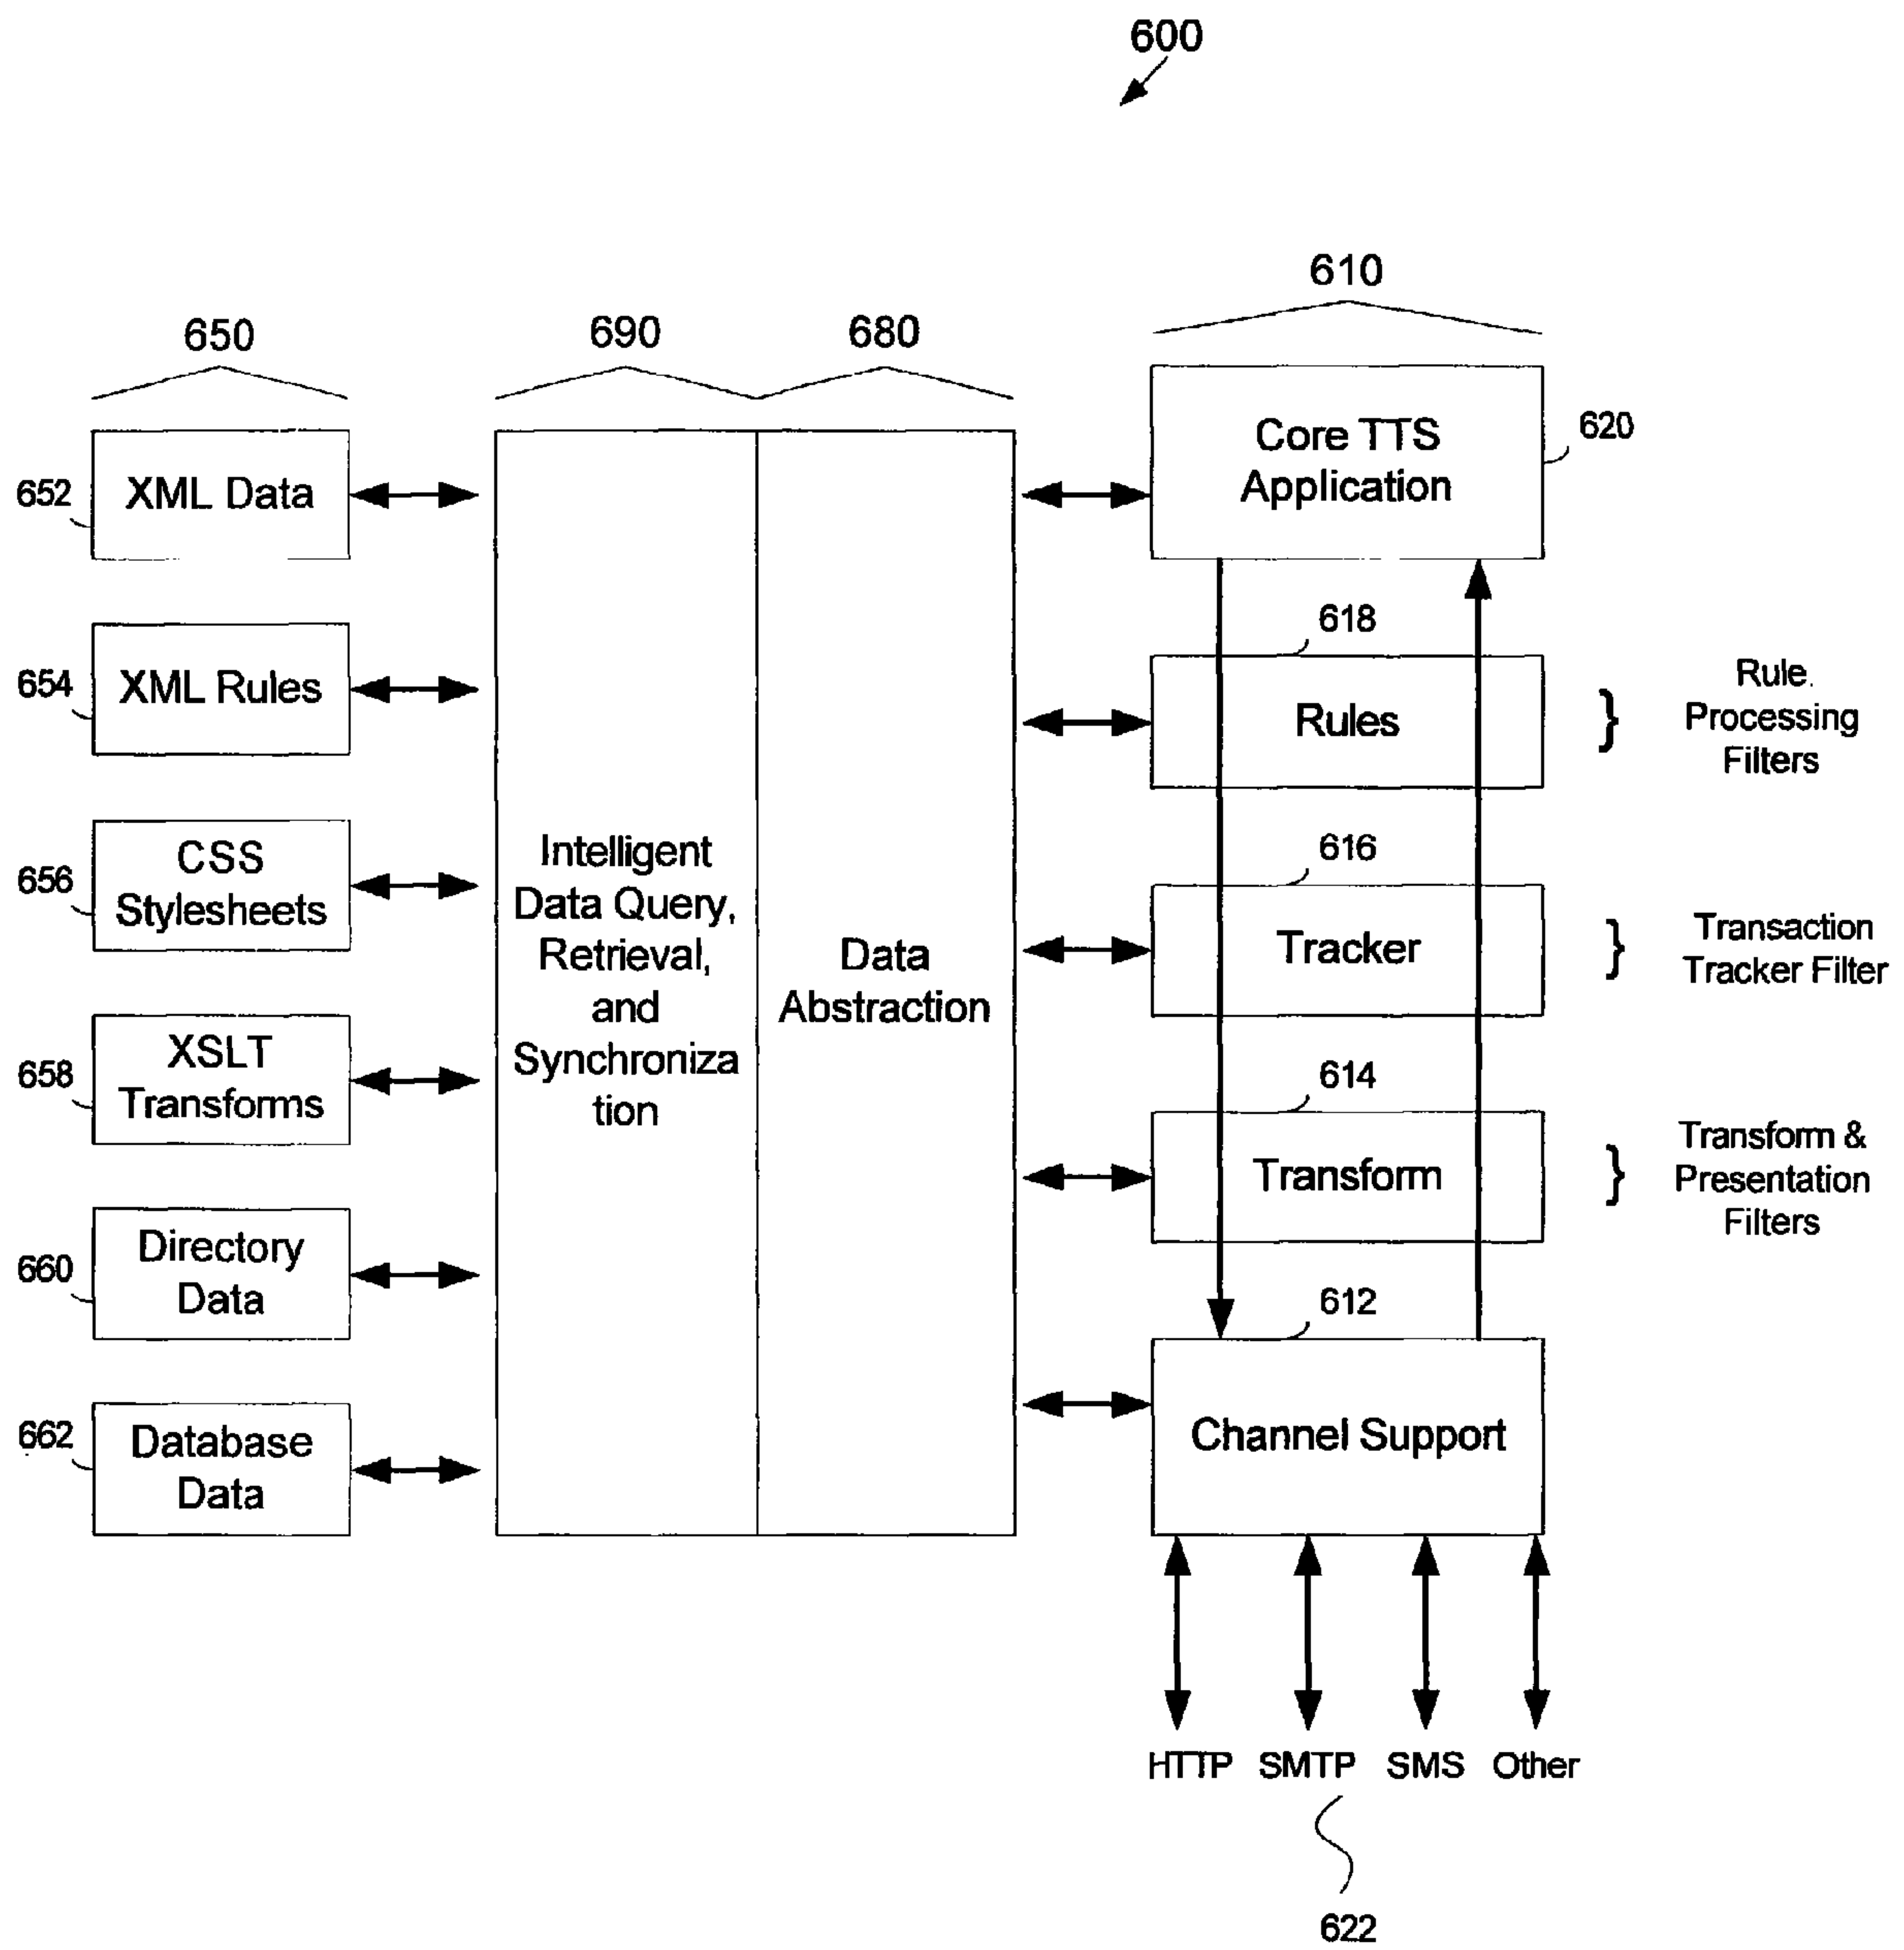 600
610
650
690
680
Core TTS
Application
620
652
XML Data
618
654
XML Rules
Rules
}
Rule.
Processing
Filters
616
656
CSS
Stylesheets
Intelligent
Data Query,
Retrieval,
and
Synchroniza
tion
Data
Abstraction
Tracker
}
Transaction
Tracker Filter
658
XSLT
Transforms
614
Transform
}
Transform &
Presentation
Filters
660
Directory
Data
612
662
Database
Data
Channel Support
HTTP SMTP SMS Other
622